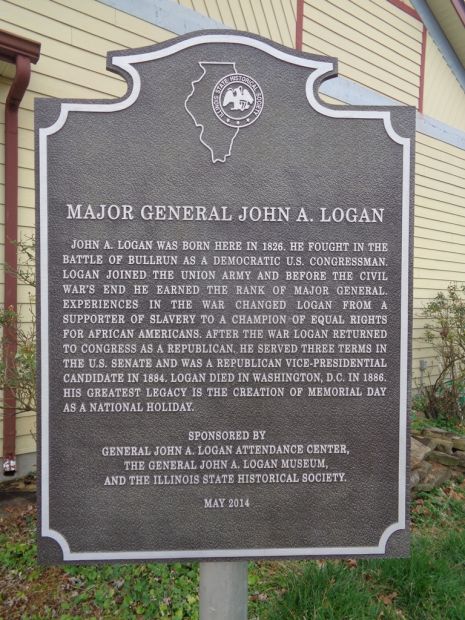 ILLINOIS STATE HISTORICAL SOCIETY
MAJOR GENERAL JOHN A. LOGAN
JOHN A. LOGAN WAS BORN HERE IN 1826. HE FOUGHT IN THE
BATTLE OF BULLRUN AS A DEMOCRATIC U.S. CONGRESSMAN.
LOGAN JOINED THE UNION ARMY AND BEFORE THE CIVIL
WAR'S END HE EARNED THE RANK OF MAJOR GENERAL.
EXPERIENCES IN THE WAR CHANGED LOGAN FROM A
SUPPORTER OF SLAVERY TO A CHAMPION OF EQUAL RIGHTS
FOR AFRICAN AMERICANS. AFTER THE WAR LOGAN RETURNED
TO CONGRESS AS A REPUBLICAN. HE SERVED THREE TERMS IN
THE U.S. SENATE AND WAS A REPUBLICAN VICE-PRESIDENTIAL
CANDIDATE IN 1884. LOGAN DIED IN WASHINGTON, D.C. IN 1886.
HIS GREATEST LEGACY IS THE CREATION OF MEMORIAL DAY
AS A NATIONAL HOLIDAY.
SPONSORED BY
GENERAL JOHN A. LOGAN ATTENDANCE CENTER,
THE GENERAL JOHN A. LOGAN MUSEUM,
AND THE ILLINOIS STATE HISTORICAL SOCIETY.
MAY 2014